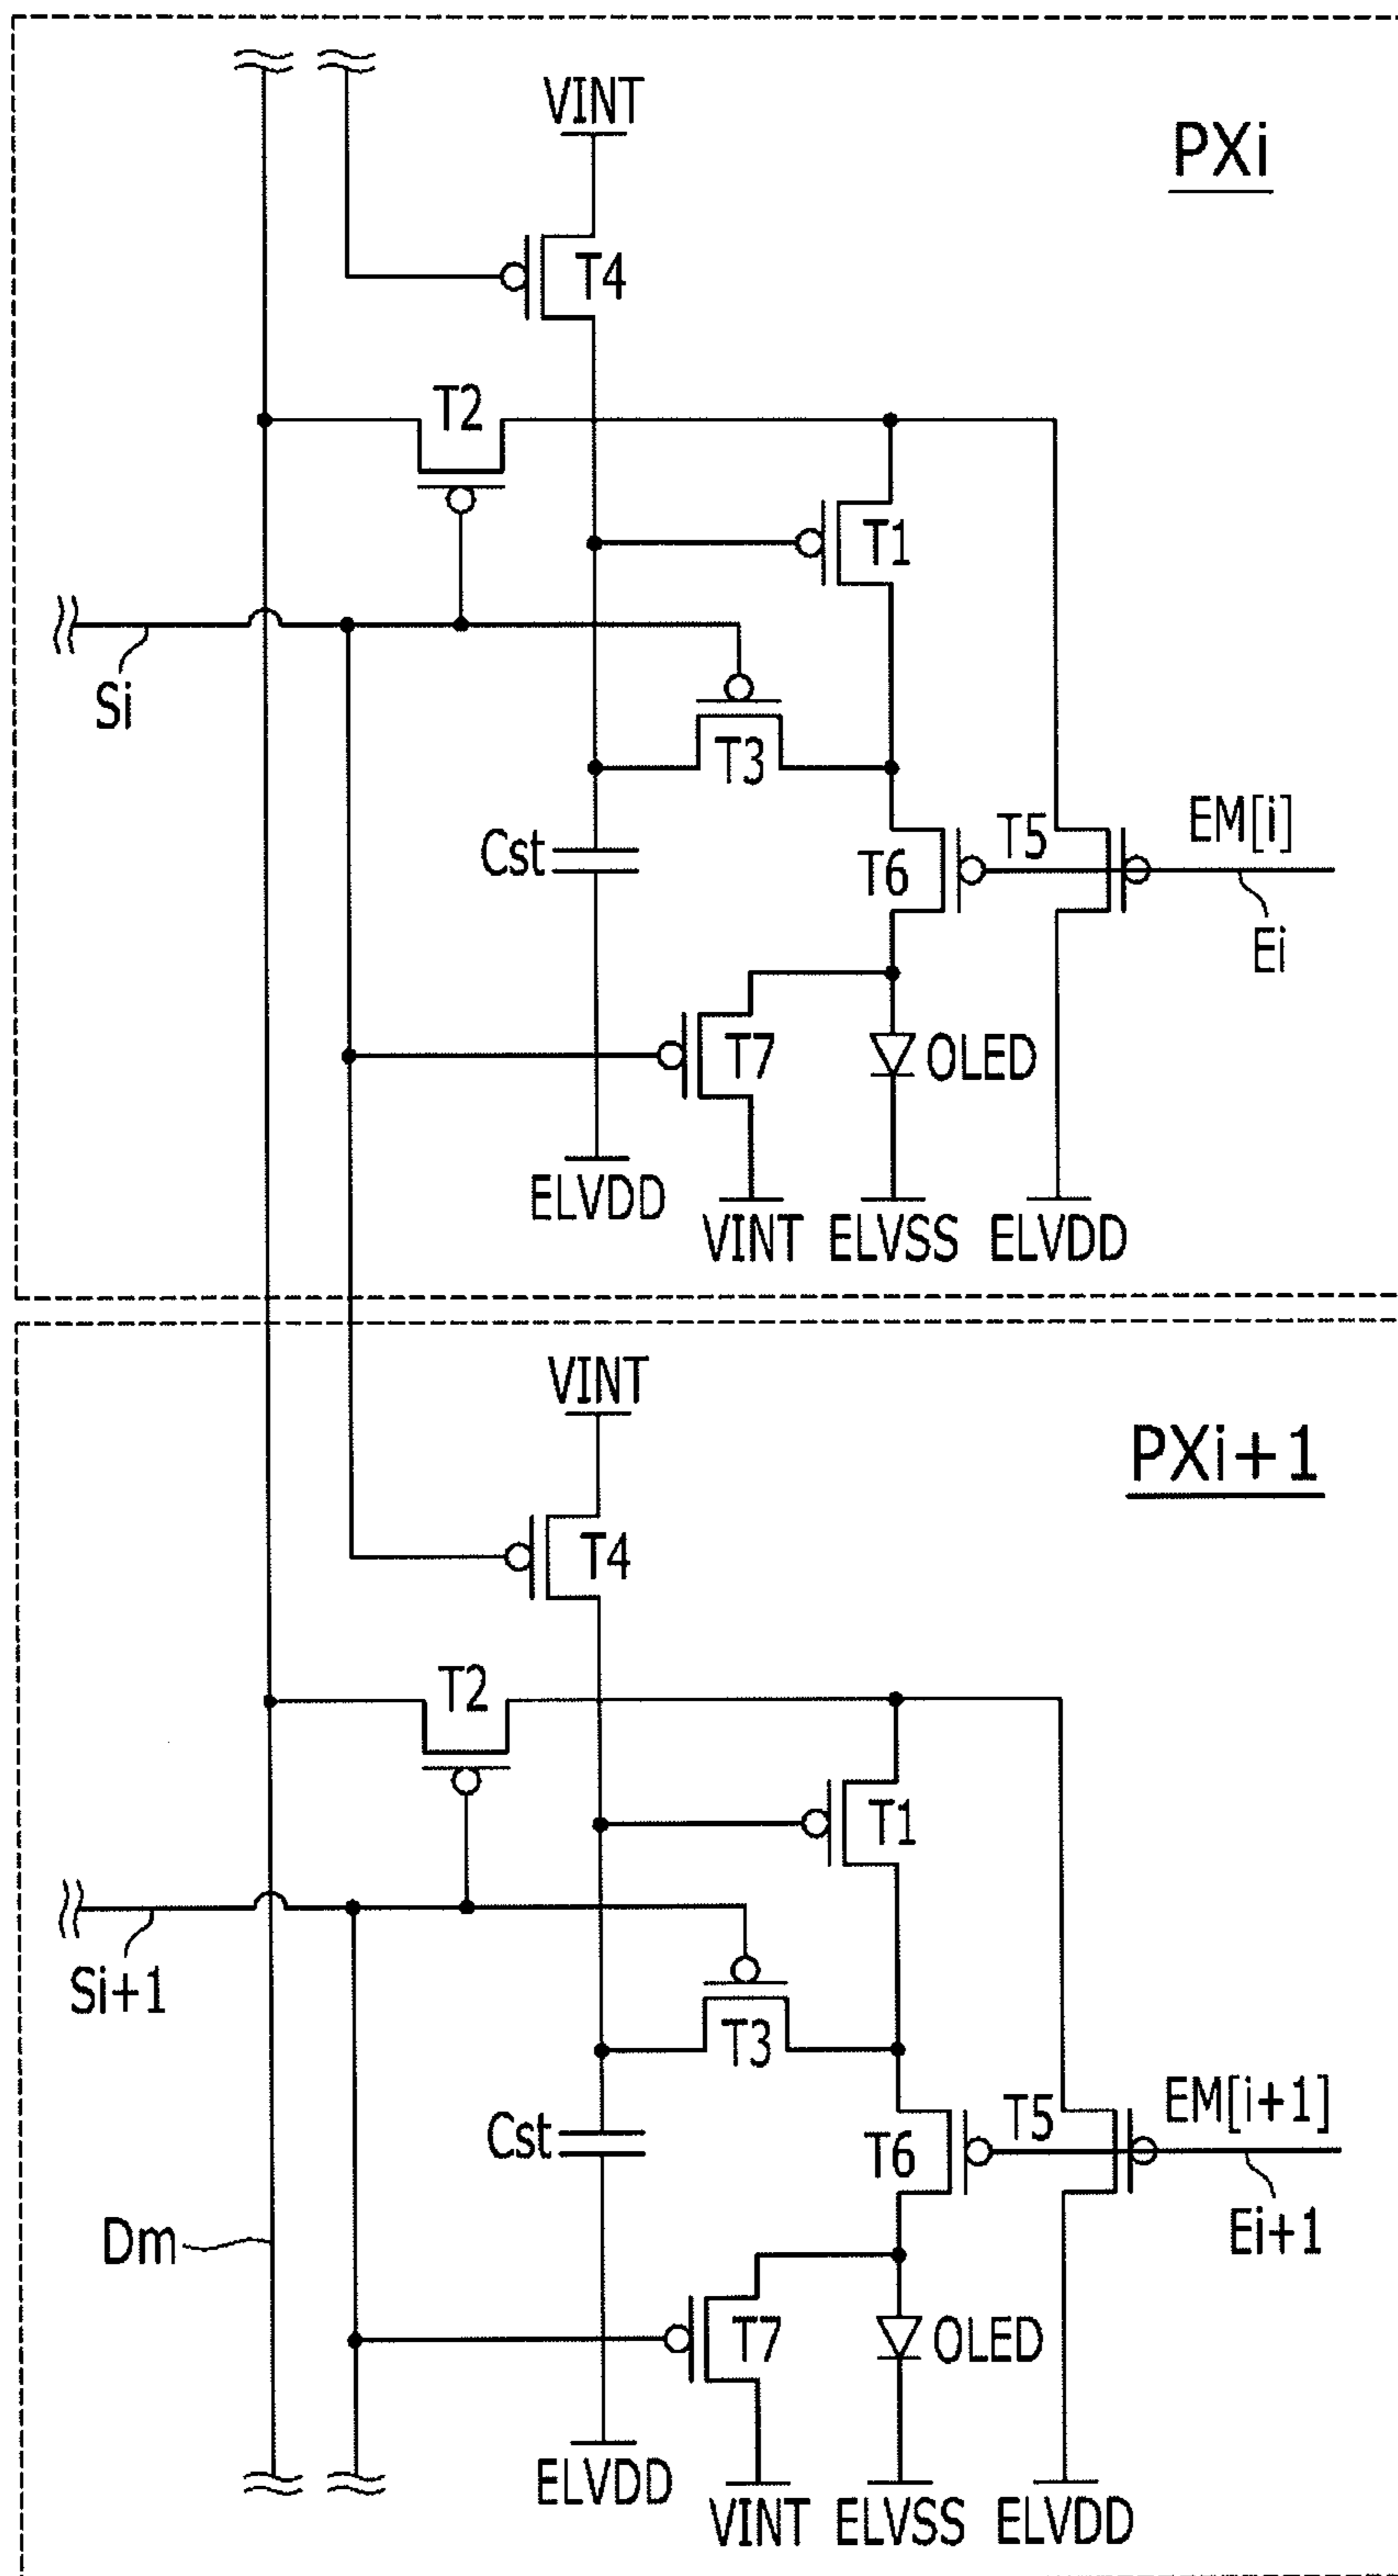 VINT
PXi
T4
T2
T1
Si
T3
EM[i]
T5
Cst
T6
Ei
T7
OLED
ELVDD
VINT ELVSS ELVDD
VINT
PXi+1
T4
T2
T1
Si+1
T3
EM[i+1]
T5
Cst
T6
Ei+1
Dm
T7
OLED
ELVDD
VINT ELVSS ELVDD